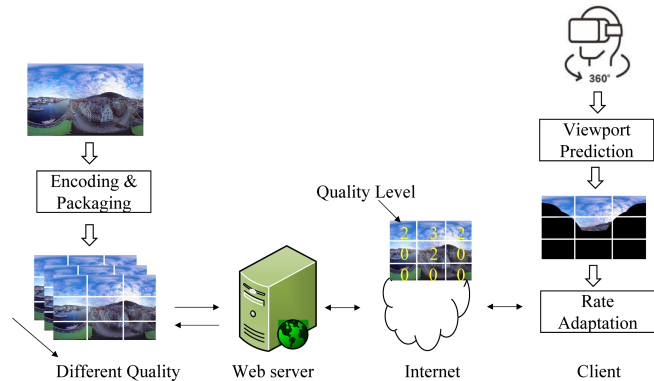 360°
Viewport
Prediction
Encoding &
Packaging
Quality Level
2 3 2
0 2 0
0 0 0
Rate
Adaptation
Different Quality
Web server
Internet
Client